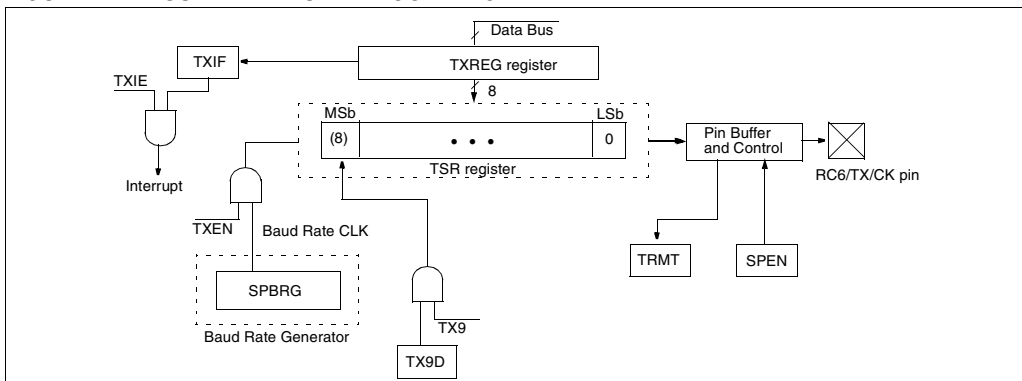 Data Bus
TXIF
TXREG register
TXIE
8
MSb
LSb
(8)
• • •
0
Pin Buffer
and Control
TSR register
Interrupt
RC6/TX/CK pin
TXEN
Baud Rate CLK
TRMT
SPEN
SPBRG
TX9
Baud Rate Generator
TX9D